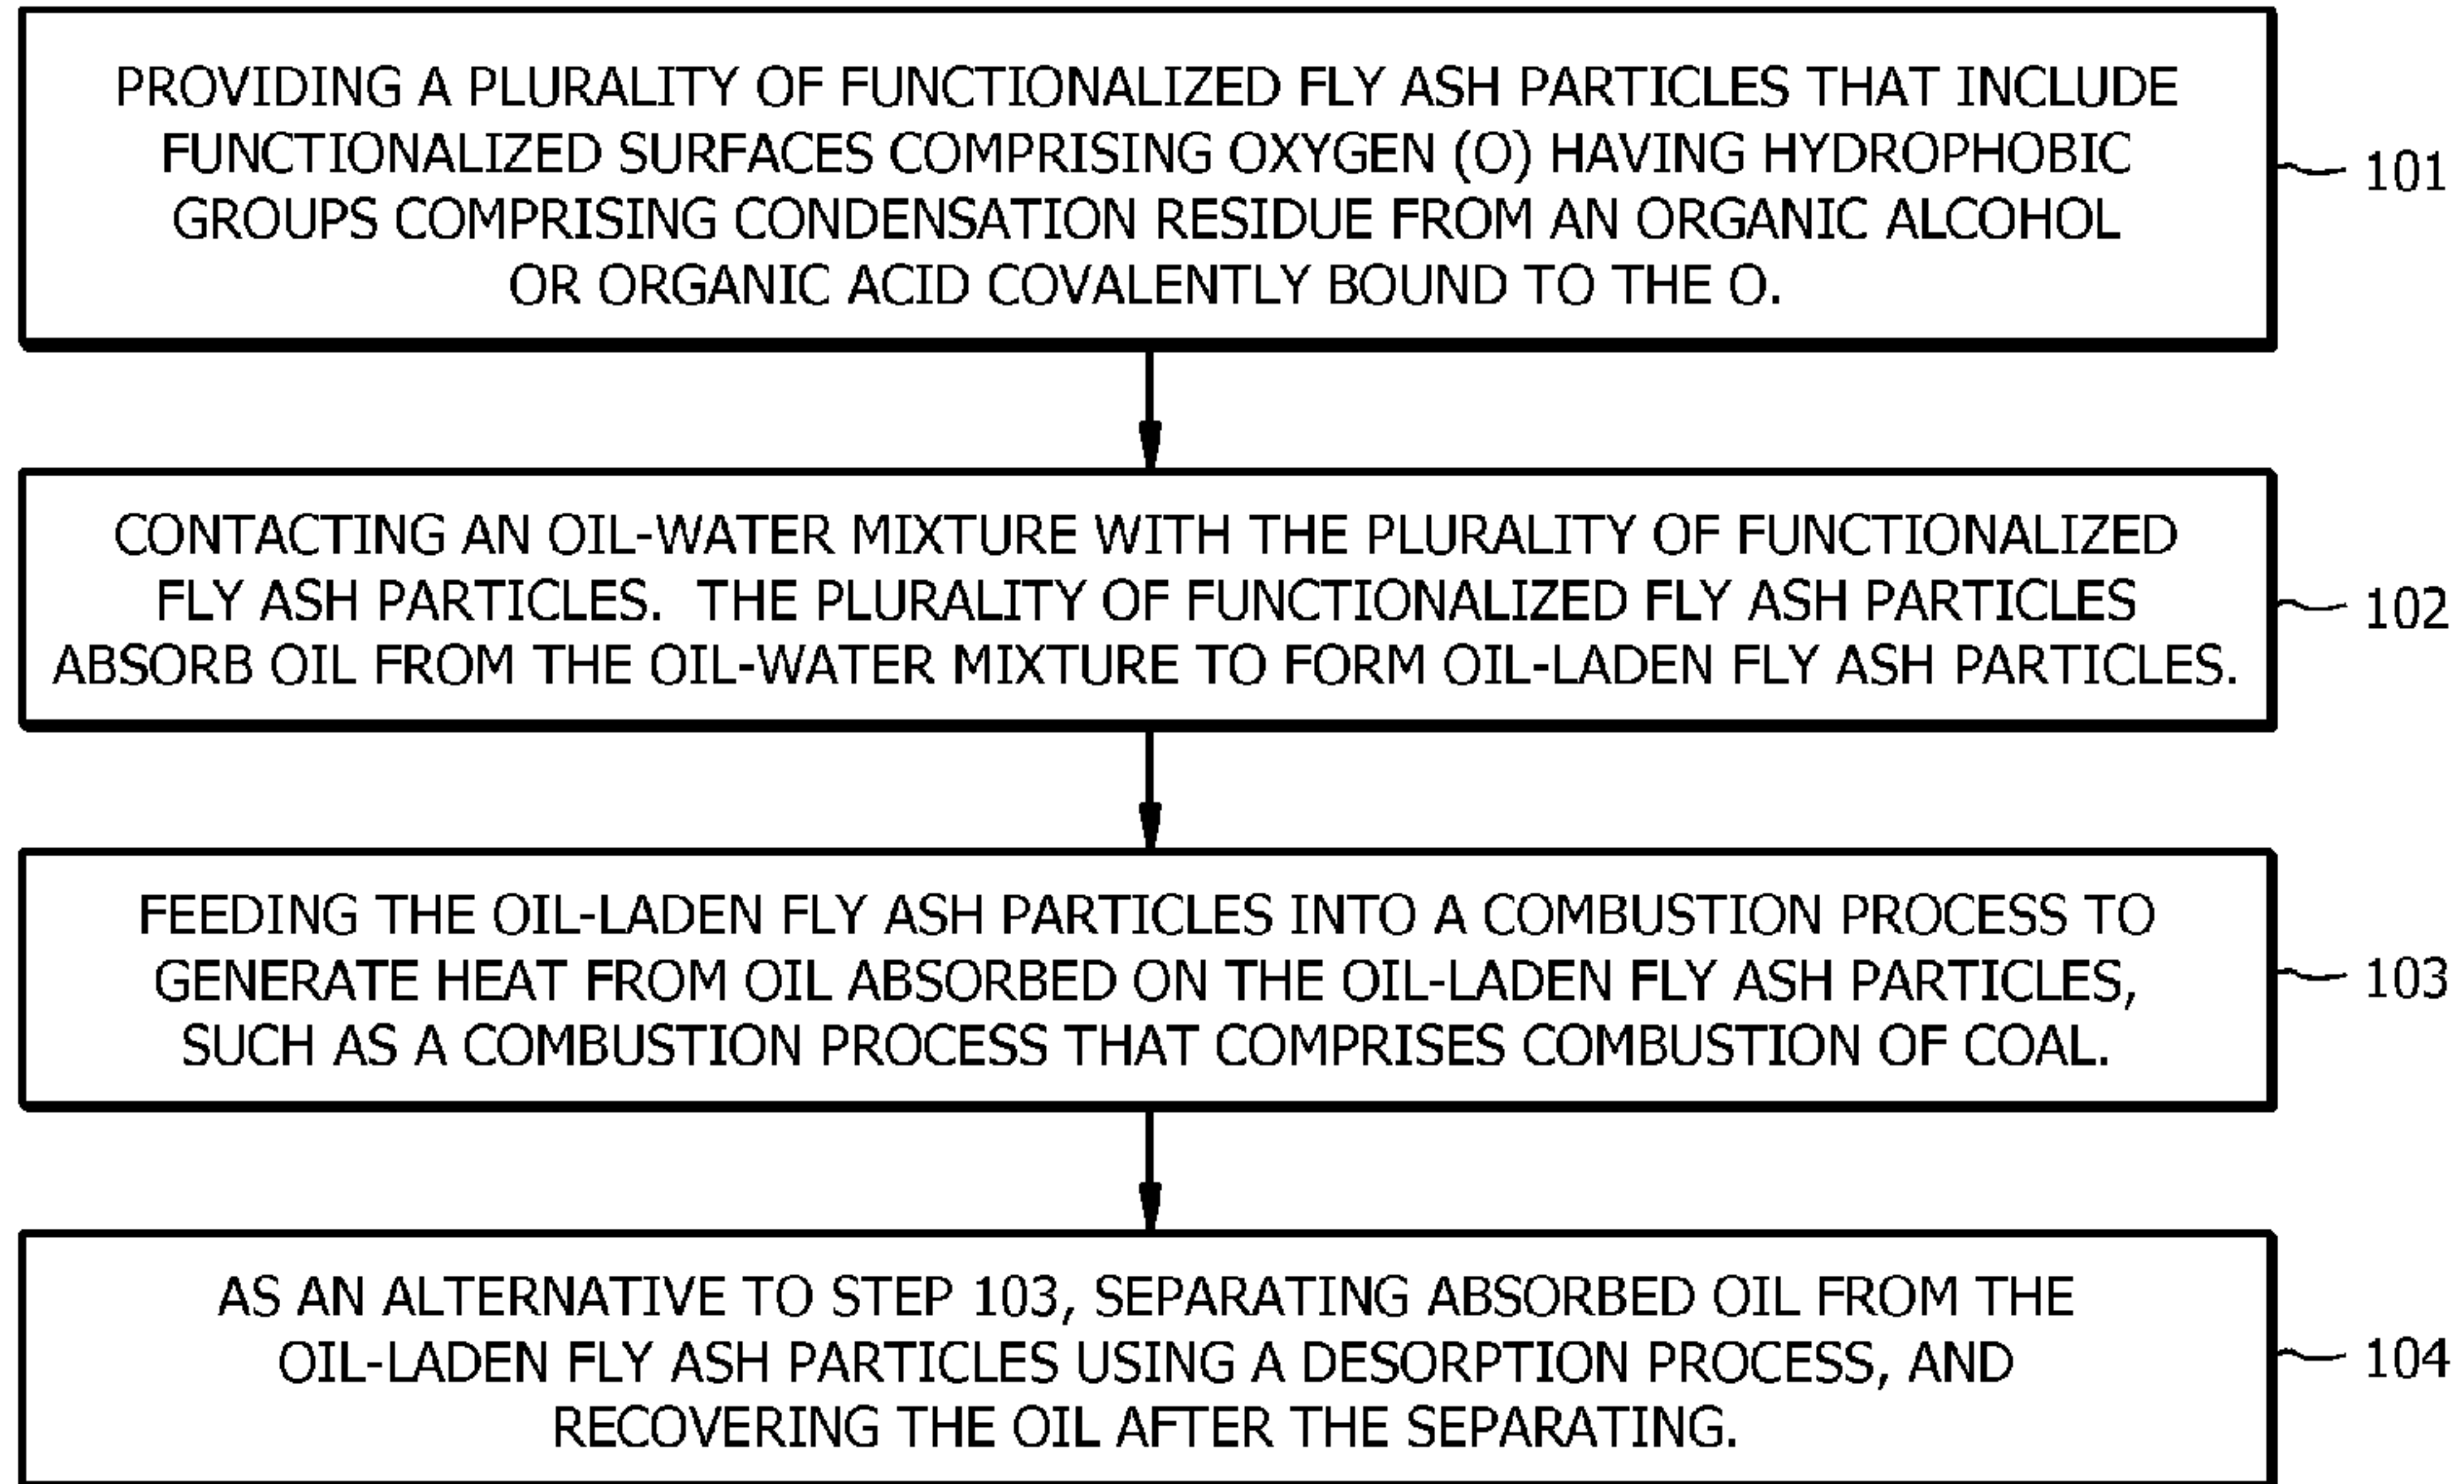 PROVIDING A PLURALITY OF FUNCTIONALIZED FLY ASH PARTICLES THAT INCLUDE
FUNCTIONALIZED SURFACES COMPRISING OXYGEN (O) HAVING HYDROPHOBIC
GROUPS COMPRISING CONDENSATION RESIDUE FROM AN ORGANIC ALCOHOL
OR ORGANIC ACID COVALENTLY BOUND TO THE O.
101
CONTACTING AN OIL-WATER MIXTURE WITH THE PLURALITY OF FUNCTIONALIZED
FLY ASH PARTICLES. THE PLURALITY OF FUNCTIONALIZED FLY ASH PARTICLES
ABSORB OIL FROM THE OIL-WATER MIXTURE TO FORM OIL-LADEN FLY ASH PARTICLES.
102
FEEDING THE OIL-LADEN FLY ASH PARTICLES INTO A COMBUSTION PROCESS TO
GENERATE HEAT FROM OIL ABSORBED ON THE OIL-LADEN FLY ASH PARTICLES,
SUCH AS A COMBUSTION PROCESS THAT COMPRISES COMBUSTION OF COAL.
103
AS AN ALTERNATIVE TO STEP 103, SEPARATING ABSORBED OIL FROM THE
OIL-LADEN FLY ASH PARTICLES USING A DESORPTION PROCESS, AND
RECOVERING THE OIL AFTER THE SEPARATING.
104